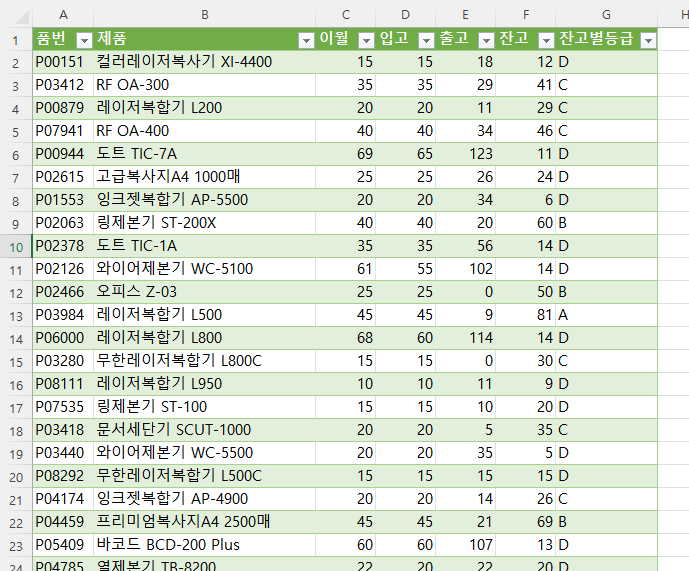 A B C D E F G H
1 품번 제품 이월 입고 출고 잔고 잔고별등급
2 P00151 컬러레이저복사기 XI-4400 15 15 18 12 D
3 P03412 RF OA-300 35 35 29 41 C
4 P00879 레이저복합기 L200 20 20 11 29 C
5 P07941 RF OA-400 40 40 34 46 C
6 P00944 도트 TIC-7A 69 65 123 11 D
7 P02615 고급복사지A4 1000매 25 25 26 24 D
8 P01553 잉크젯복합기 AP-5500 20 20 34 6 D
9 P02063 링제본기 ST-200X 40 40 20 60 B
10 P02378 도트 TIC-1A 35 35 56 14 D
11 P02126 와이어제본기 WC-5100 61 55 102 14 D
12 P02466 오피스 Z-03 25 25 0 50 B
13 P03984 레이저복합기 L500 45 45 9 81 A
14 P06000 레이저복합기 L800 68 60 114 14 D
15 P03280 무한레이저복합기 L800C 15 15 0 30 C
16 P08111 레이저복합기 L950 10 10 11 9 D
17 P07535 링제본기 ST-100 15 15 10 20 D
18 P03418 문서세단기 SCUT-1000 20 20 5 35 C
19 P03440 와이어제본기 WC-5500 20 20 35 5 D
20 P08292 무한레이저복합기 L500C 15 15 15 15 D
21 P04174 잉크젯복합기 AP-4900 20 20 14 26 C
22 P04459 프리미엄복사지A4 2500매 45 45 21 69 B
23 P05409 바코드 BCD-200 Plus 60 60 107 13 D
24 P04785 열제본기 TB-8200 22 20 22 20 D